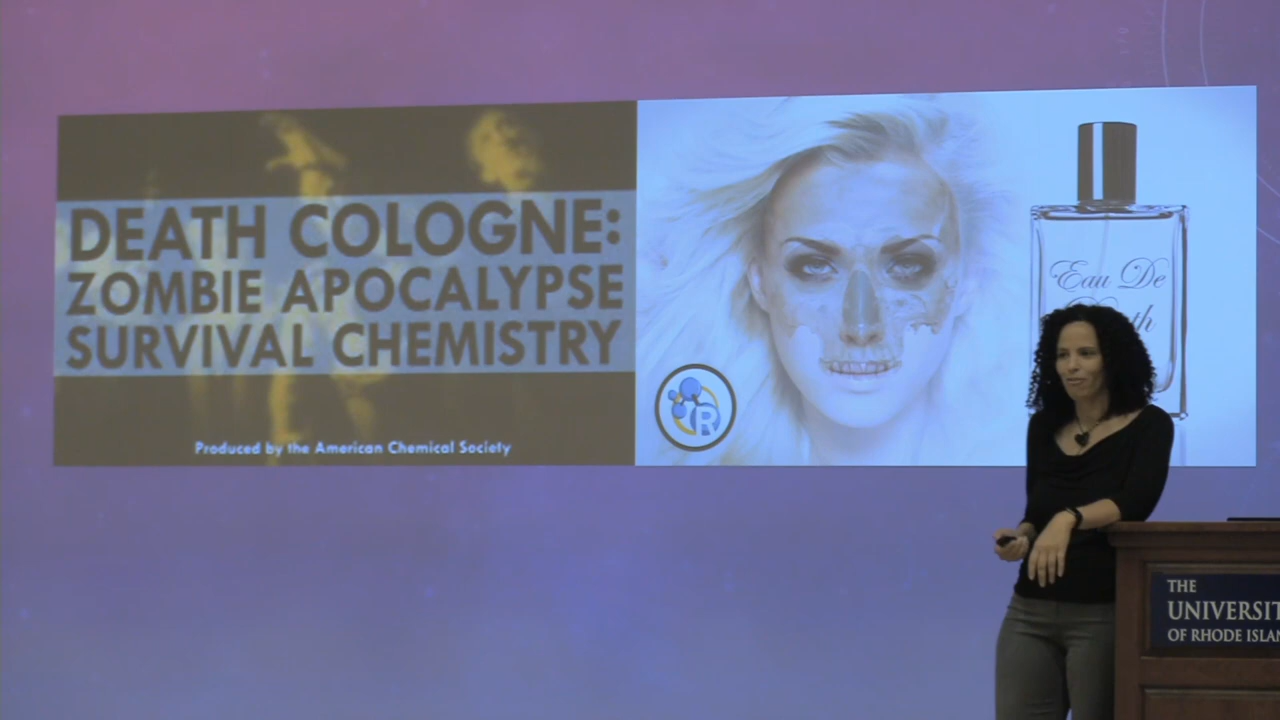 DEATH COLOGNE:
ZOMBIE APOCALYPSE
SURVIVAL CHEMISTRY
Produced by the American Chemical Society
R
Eau De
th
THE
UNIVERSIT
OF RHODE ISLAN